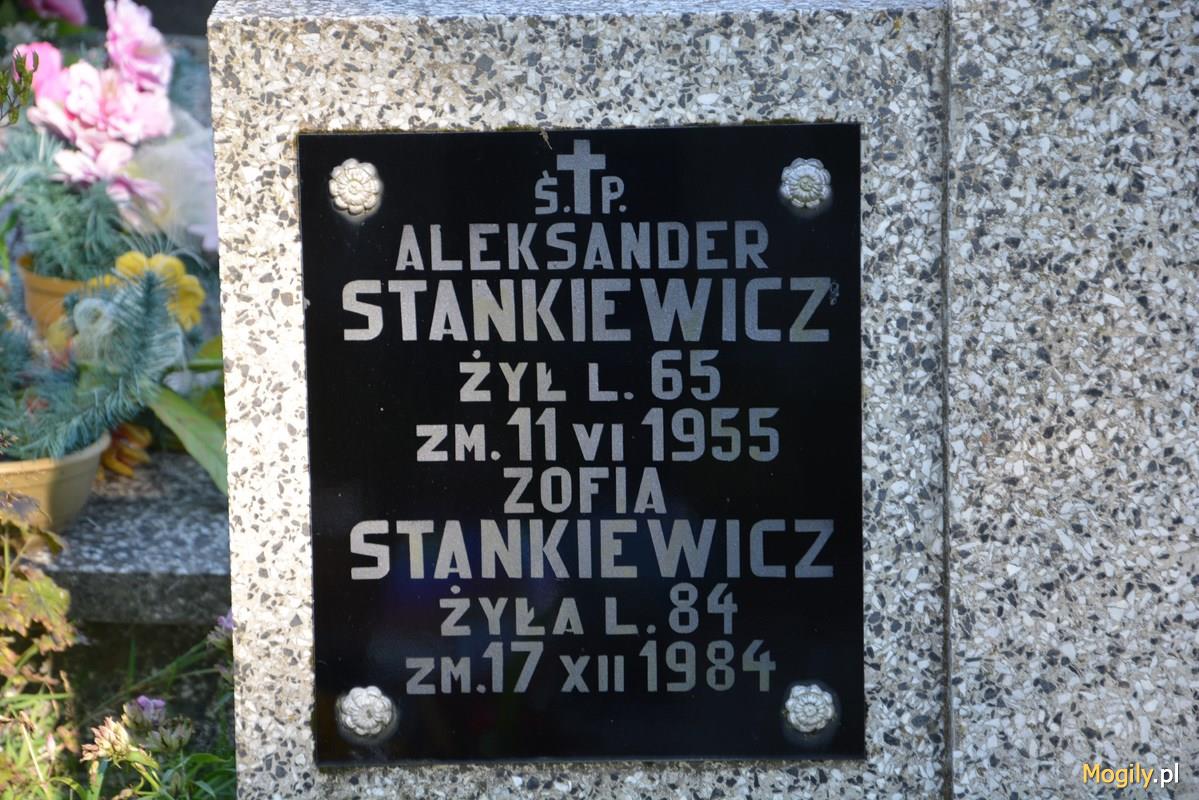 Ś.P.
ALEKSANDER
STANKIEWICZ
ŻYŁ L. 65
ZM. 11 VI 1955
ZOFIA
STANKIEWICZ
ŻYŁA L. 84
ZM. 17 XII 1984
Mogily.pl